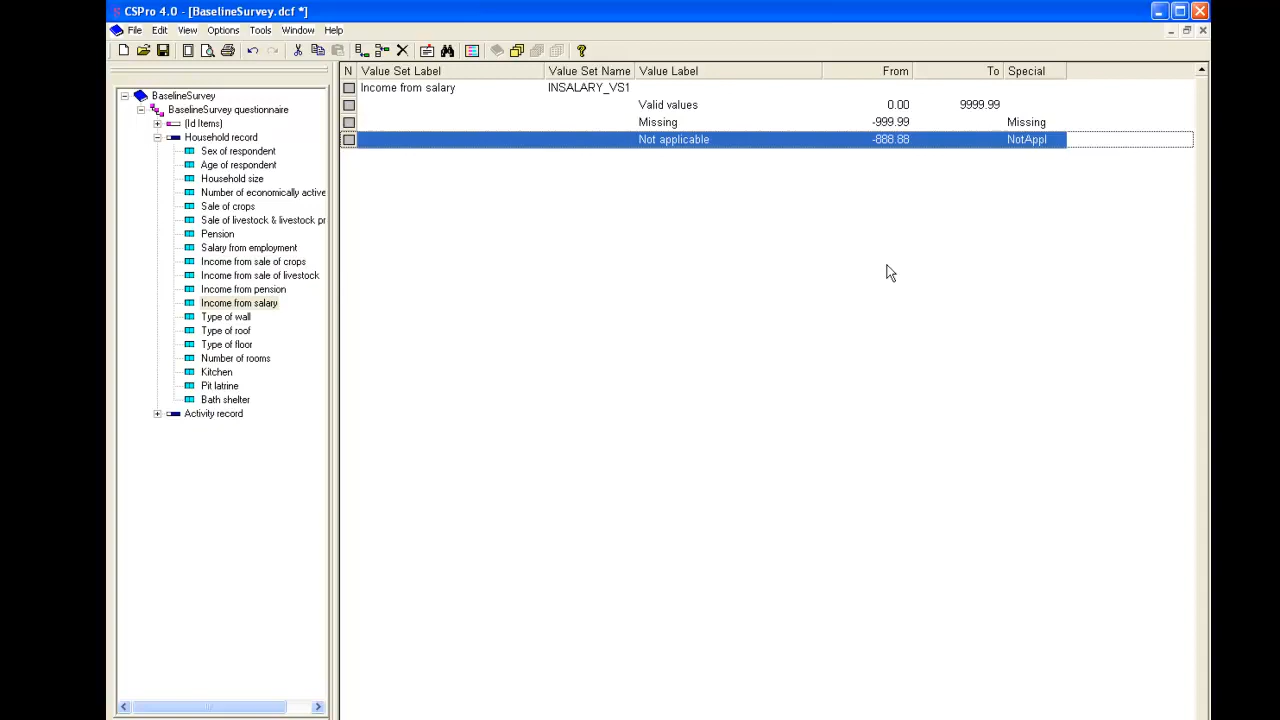 CSPro 4.0 - [BaselineSurvey.dcf *]
File Edit View Options Tools Window Help
N Value Set Label Value Set Name Value Label From To Special
Income from salary INSALARY_VS1
Valid values 0.00 9999.99
Missing -999.99 Missing
Not applicable -888.88 NotAppl
BaselineSurvey
BaselineSurvey questionnaire
(Id Items)
Household record
Sex of respondent
Age of respondent
Household size
Number of economically active
Sale of crops
Sale of livestock & livestock pr
Pension
Salary from employment
Income from sale of crops
Income from sale of livestock
Income from pension
Income from salary
Type of wall
Type of roof
Type of floor
Number of rooms
Kitchen
Pit latrine
Bath shelter
Activity record